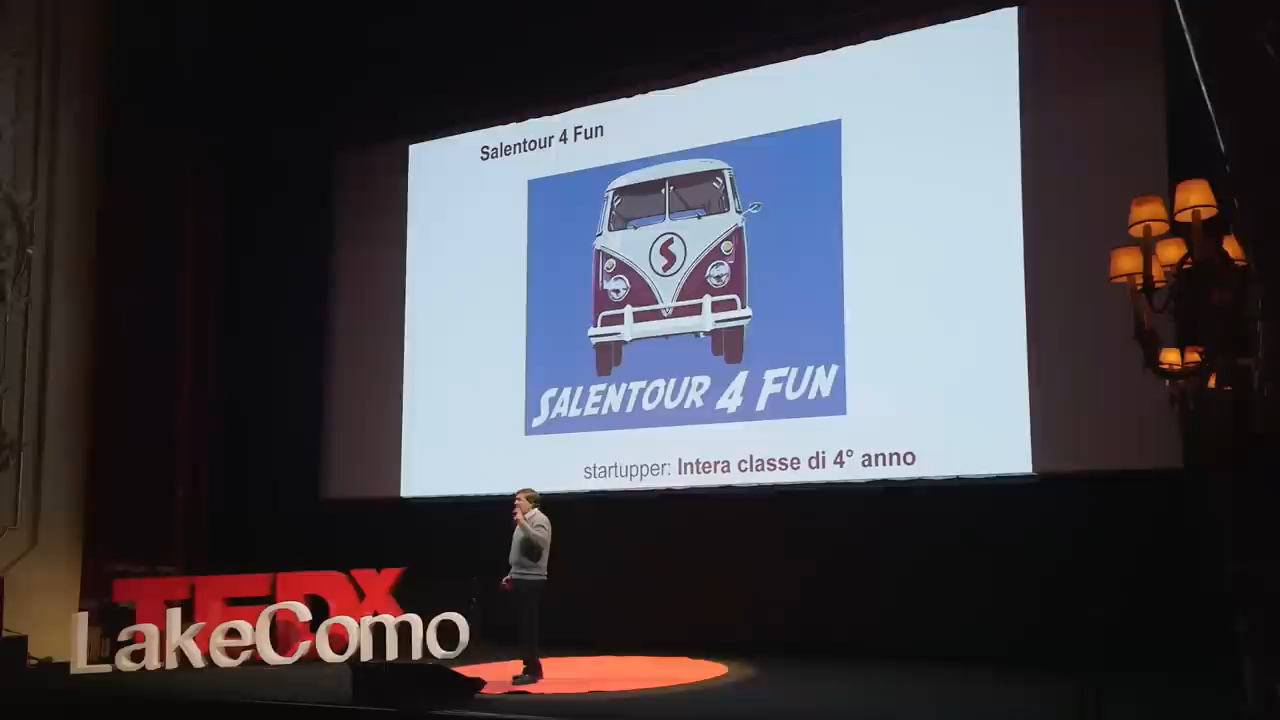 Salentour 4 Fun
S
SALENTOUR 4 FUN
startupper: Intera classe di 4° anno
TEDx
LakeComo